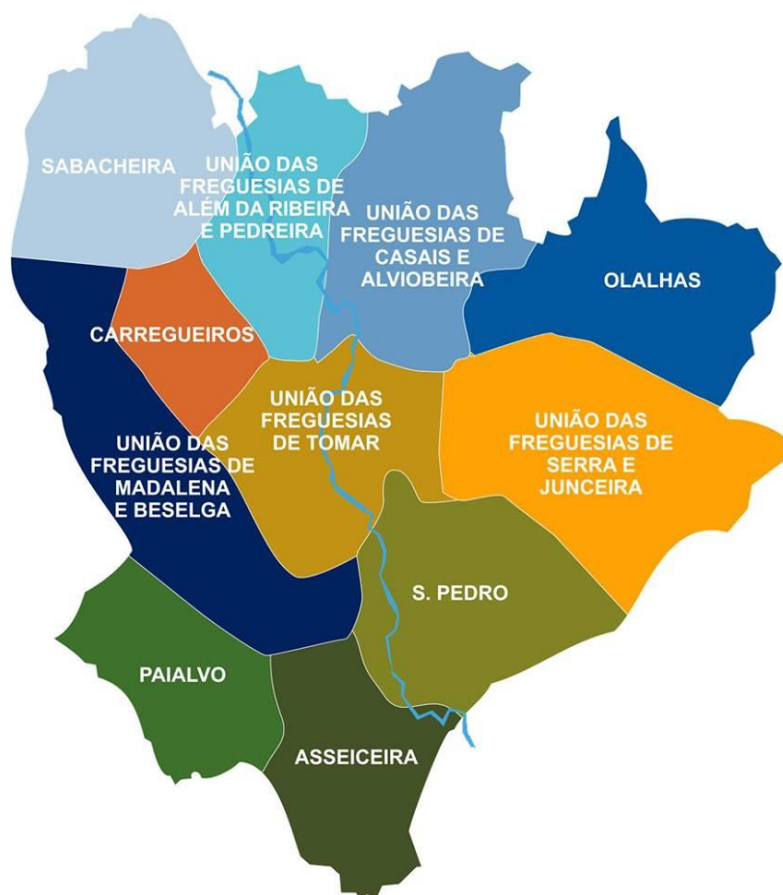 SABACHEIRA
UNIÃO DAS
FREGUESIAS DE
ALÉM DA RIBEIRA
E PEDREIRA
UNIÃO DAS
FREGUESIAS DE
CASAIS E
ALVIOBEIRA
OLALHAS
CARREGUEIROS
UNIÃO DAS
FREGUESIAS
DE TOMAR
UNIÃO DAS
FREGUESIAS DE
SERRA E
JUNCEIRA
UNIÃO DAS
FREGUESIAS DE
MADALENA
E BESELGA
S. PEDRO
PAIALVO
ASSEICEIRA